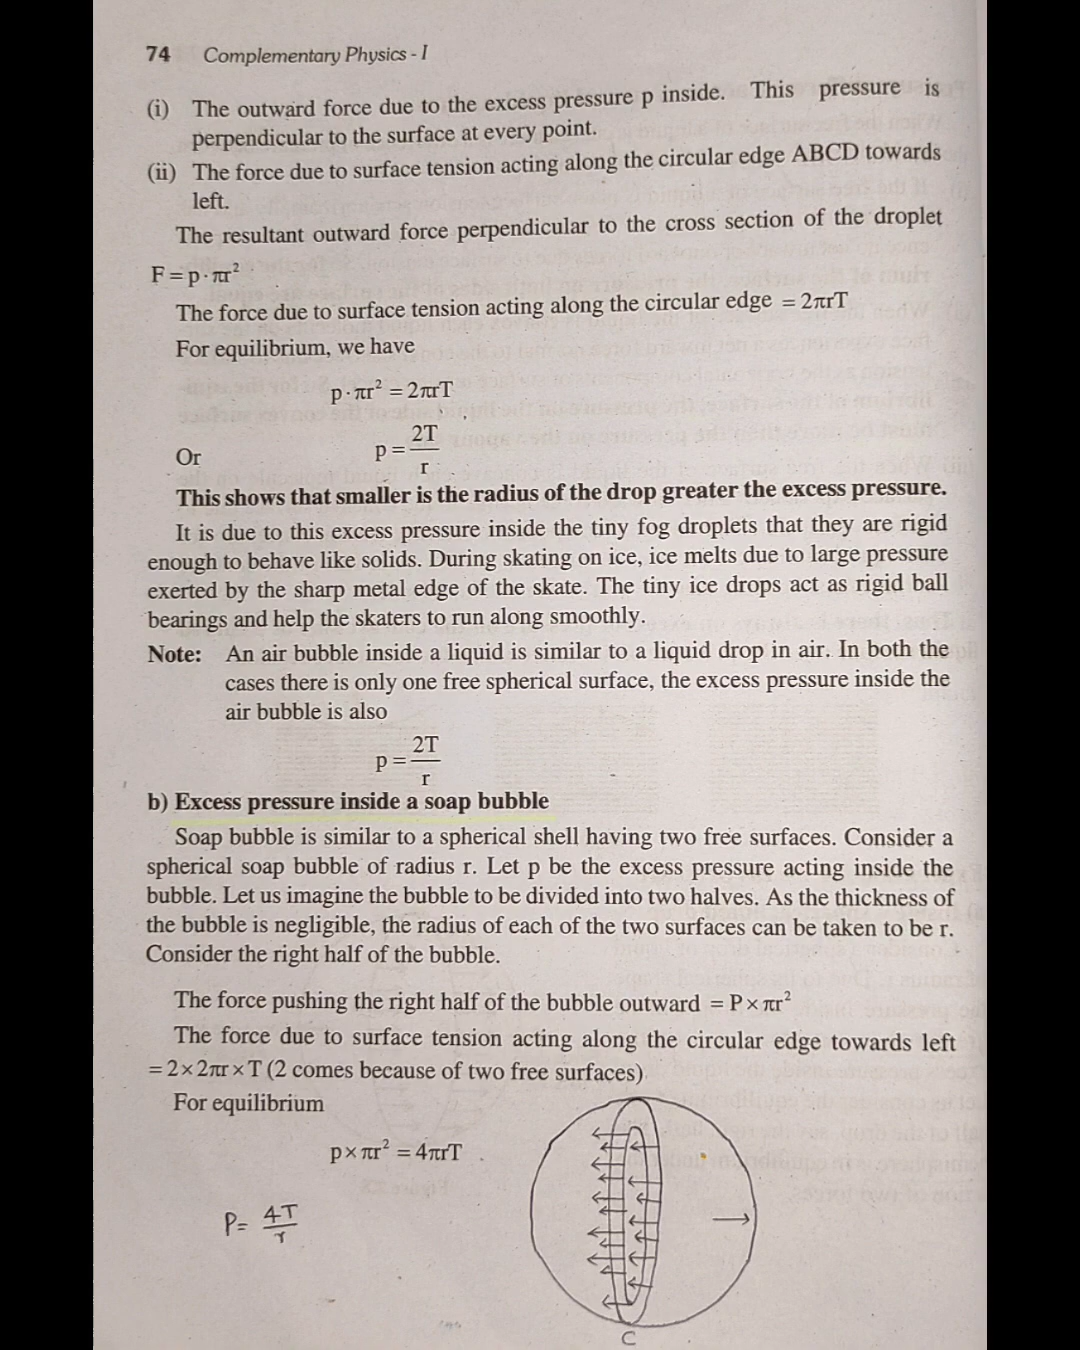 74 Complementary Physics - I
(i) The outward force due to the excess pressure p inside. This pressure is
perpendicular to the surface at every point.
(ii) The force due to surface tension acting along the circular edge ABCD towards
left.
The resultant outward force perpendicular to the cross section of the droplet
F = p · πr²
The force due to surface tension acting along the circular edge = 2πrT
For equilibrium, we have
p · πr² = 2πrT
Or p = 2T/r
This shows that smaller is the radius of the drop greater the excess pressure.
It is due to this excess pressure inside the tiny fog droplets that they are rigid
enough to behave like solids. During skating on ice, ice melts due to large pressure
exerted by the sharp metal edge of the skate. The tiny ice drops act as rigid ball
bearings and help the skaters to run along smoothly.
Note: An air bubble inside a liquid is similar to a liquid drop in air. In both the
cases there is only one free spherical surface, the excess pressure inside the
air bubble is also
p = 2T/r
b) Excess pressure inside a soap bubble
Soap bubble is similar to a spherical shell having two free surfaces. Consider a
spherical soap bubble of radius r. Let p be the excess pressure acting inside the
bubble. Let us imagine the bubble to be divided into two halves. As the thickness of
the bubble is negligible, the radius of each of the two surfaces can be taken to be r.
Consider the right half of the bubble.
The force pushing the right half of the bubble outward = P × πr²
The force due to surface tension acting along the circular edge towards left
= 2 × 2πr × T (2 comes because of two free surfaces)
For equilibrium
p × πr² = 4πrT
P = 4T/r
C